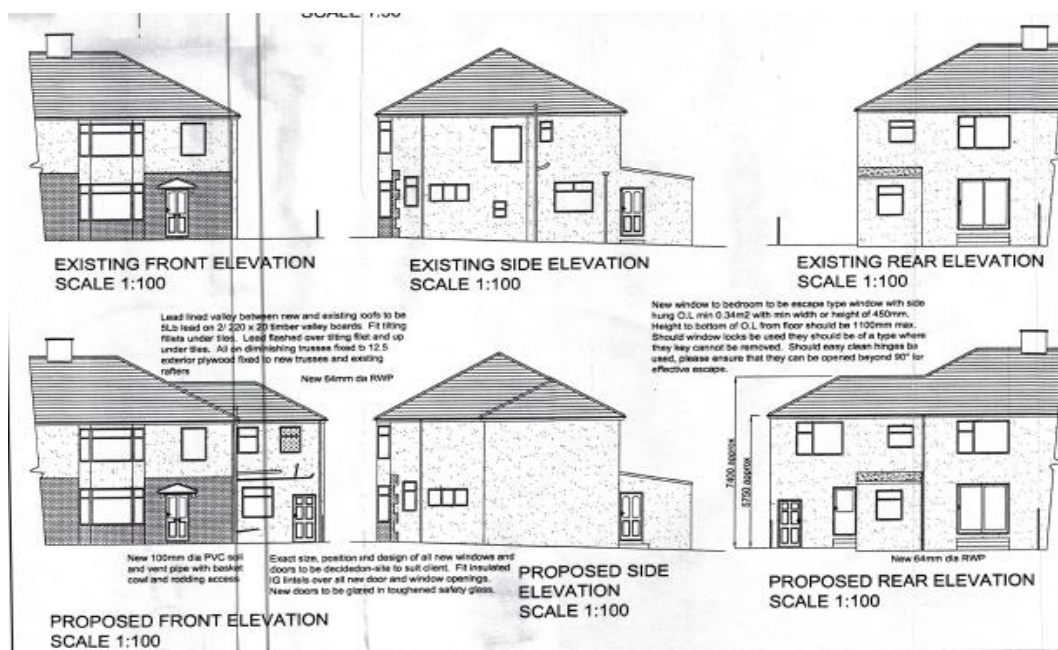 SCALE 1:50
EXISTING FRONT ELEVATION
SCALE 1:100
EXISTING SIDE ELEVATION
SCALE 1:100
EXISTING REAR ELEVATION
SCALE 1:100
Lead lined valley between new and existing roofs to be
5Lb lead on 2/ 220 x 20 timber valley boards. Fit tilting
fillets under tiles. Lead flashed over tilting fillet and up
under tiles. All on diminishing trusses fixed to 12.5
exterior plywood fixed to new trusses and existing
rafters
New 64mm dia RWP
New window to bedroom to be escape type window with side
hung O.L min 0.34m2 with min width or height of 450mm.
Height to bottom of O.L from floor should be 1100mm max.
Should window locks be used they should be of a type where
they key cannot be removed. Should easy clean hinges be
used, please ensure that they can be opened beyond 90° for
effective escape.
7400 approx
5750 approx
New 100mm dia PVC soil
and vent pipe with basket
cowl and rodding access
Exact size, position and design of all new windows and
doors to be decidedon-site to suit client. Fit insulated
IG lintels over all new door and window openings.
New doors to be glazed in toughened safety glass.
New 64mm dia RWP
PROPOSED FRONT ELEVATION
SCALE 1:100
PROPOSED SIDE
ELEVATION
SCALE 1:100
PROPOSED REAR ELEVATION
SCALE 1:100